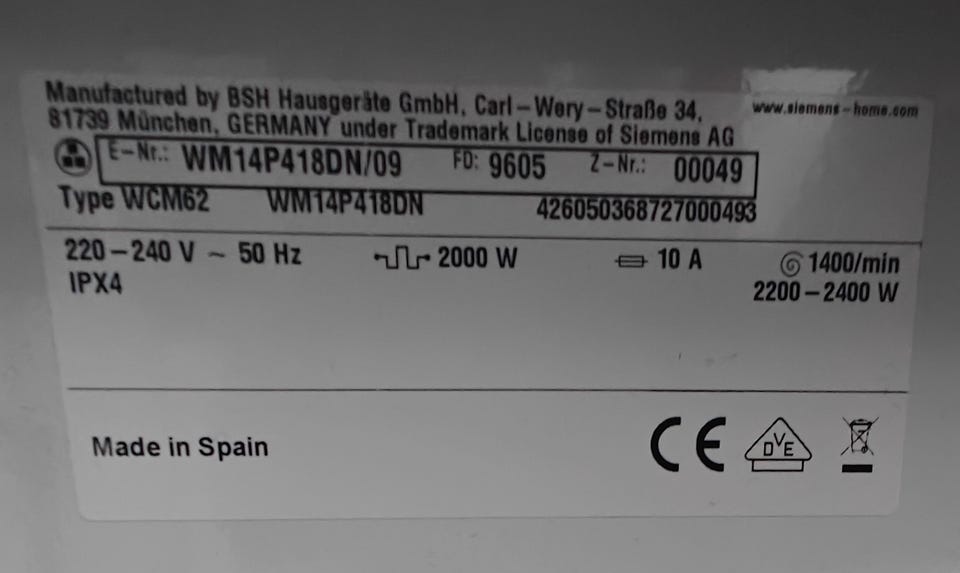 Manufactured by BSH Hausgeräte GmbH, Carl-Wery-Straße 34,
81739 München, GERMANY under Trademark License of Siemens AG
www.siemens-home.com
E-Nr.: WM14P418DN/09 FD: 9605 Z-Nr.: 00049
Type WCM62 WM14P418DN 426050368727000493
220-240 V ~ 50 Hz 2000 W 10 A 1400/min
IPX4 2200-2400 W
Made in Spain CE DVE